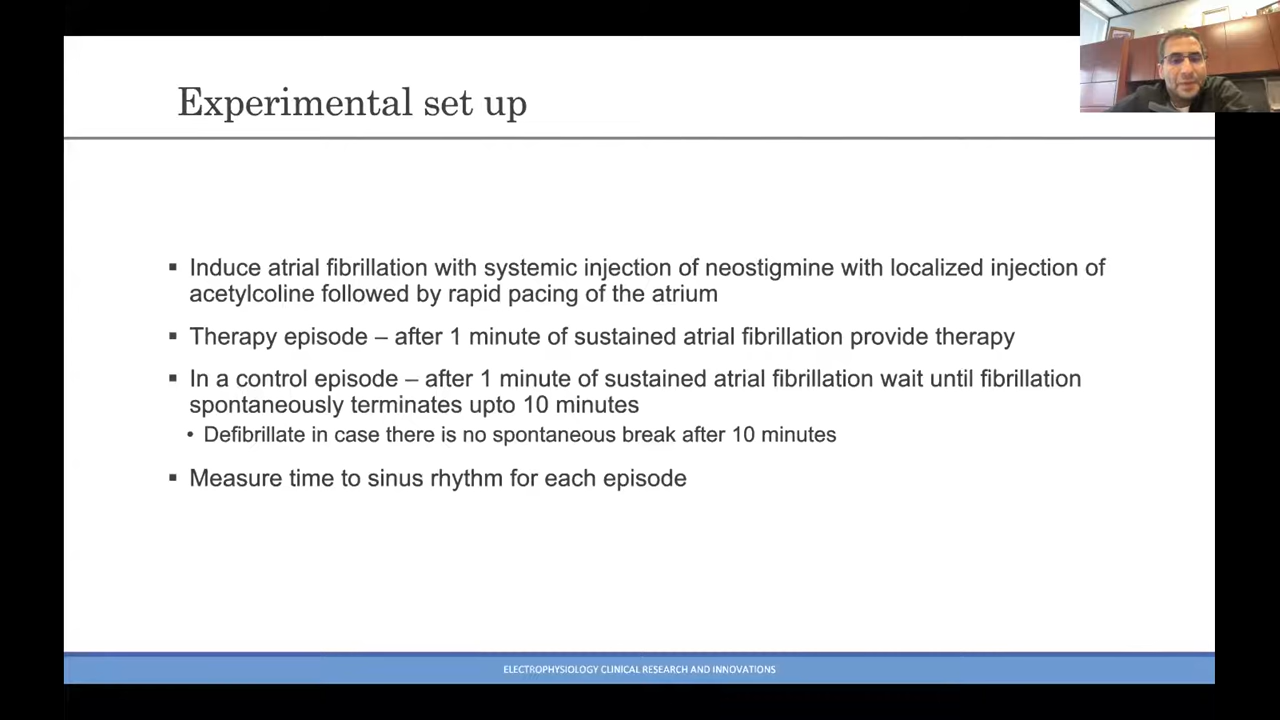 Experimental set up
▪ Induce atrial fibrillation with systemic injection of neostigmine with localized injection of
acetylcoline followed by rapid pacing of the atrium
▪ Therapy episode – after 1 minute of sustained atrial fibrillation provide therapy
▪ In a control episode – after 1 minute of sustained atrial fibrillation wait until fibrillation
spontaneously terminates upto 10 minutes
• Defibrillate in case there is no spontaneous break after 10 minutes
▪ Measure time to sinus rhythm for each episode
ELECTROPHYSIOLOGY CLINICAL RESEARCH AND INNOVATIONS